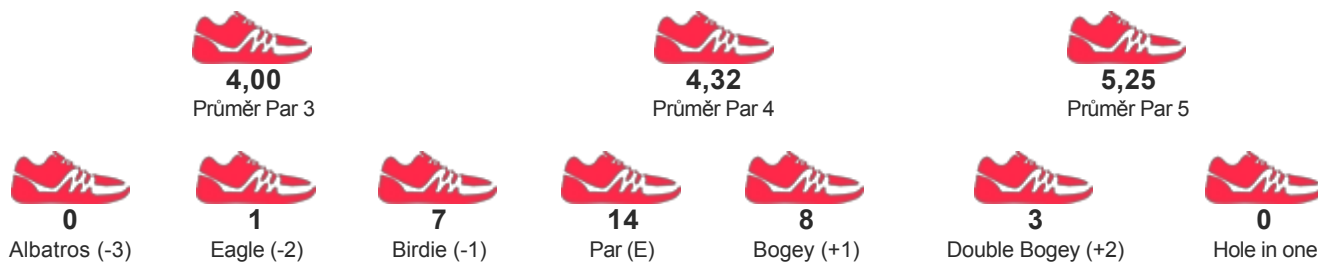 4,00 4,32 5,25
Průměr Par 3 Průměr Par 4 Průměr Par 5
0 1 7 14 8 3 0
Albatros (-3) Eagle (-2) Birdie (-1) Par (E) Bogey (+1) Double Bogey (+2) Hole in one